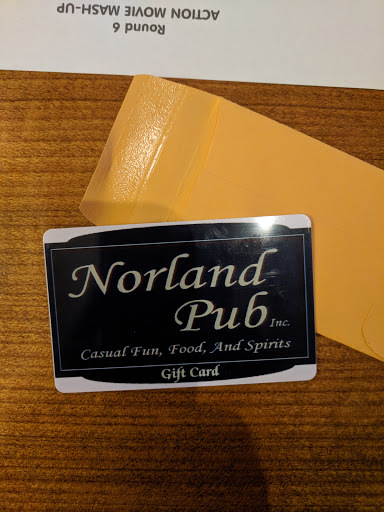 Round 6
ACTION MOVIE MASH-UP
Norland
Pub Inc.
Casual Fun, Food, And Spirits
Gift Card